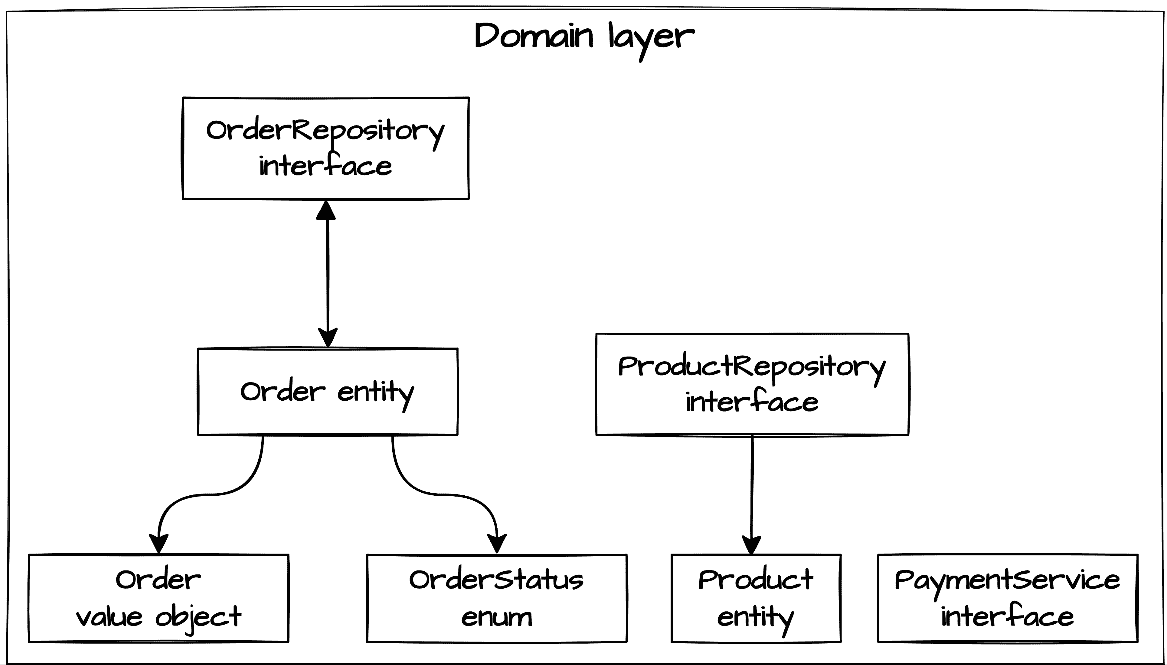 Domain layer
OrderRepository
interface
Order entity
ProductRepository
interface
Order
value object
OrderStatus
enum
Product
entity
PaymentService
interface